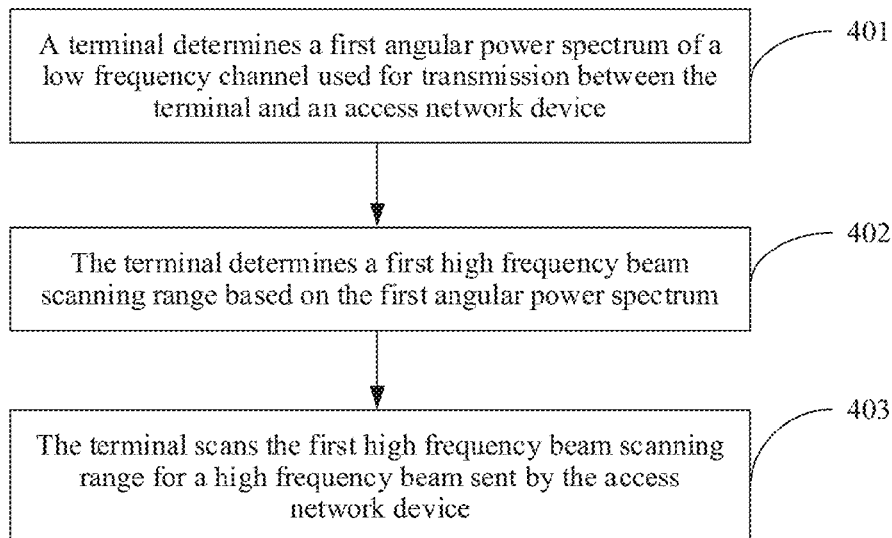 A terminal determines a first angular power spectrum of a
low frequency channel used for transmission between the
terminal and an access network device
401
The terminal determines a first high frequency beam
scanning range based on the first angular power spectrum
402
The terminal scans the first high frequency beam scanning
range for a high frequency beam sent by the access
network device
403